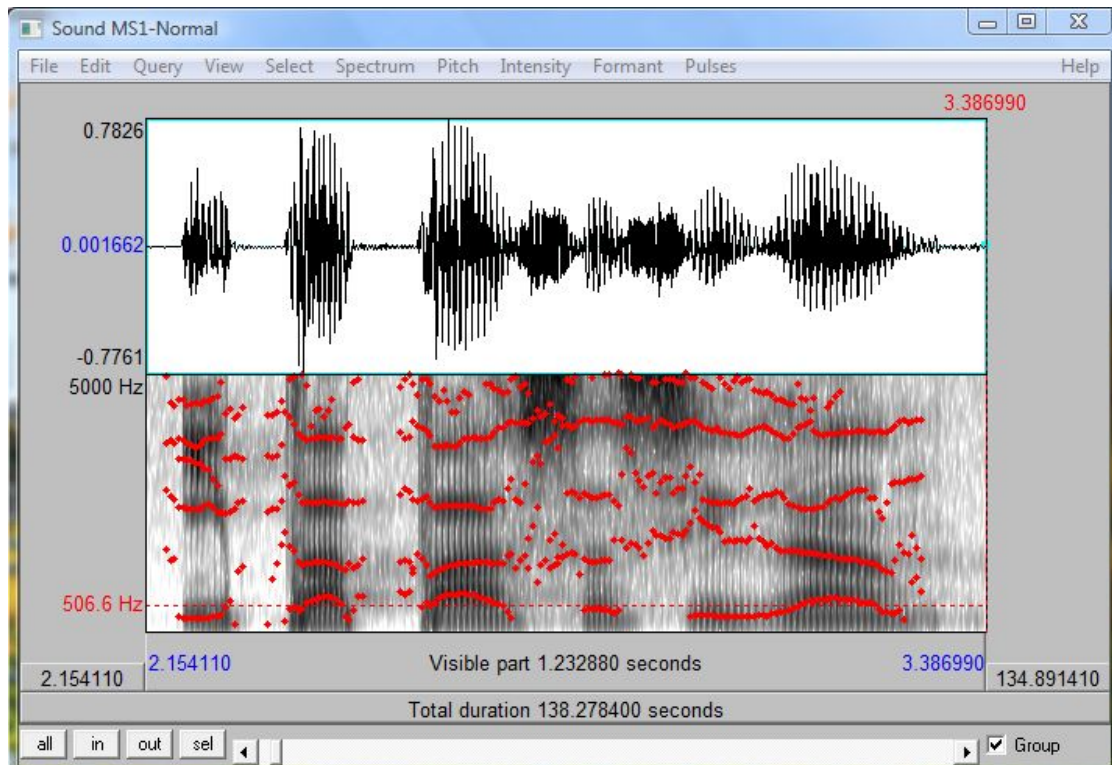 Sound MS1-Normal
File Edit Query View Select Spectrum Pitch Intensity Formant Pulses Help
3.386990
0.7826
0.001662
-0.7761
5000 Hz
506.6 Hz
2.154110 Visible part 1.232880 seconds 3.386990
2.154110 134.891410
Total duration 138.278400 seconds
all in out sel Group